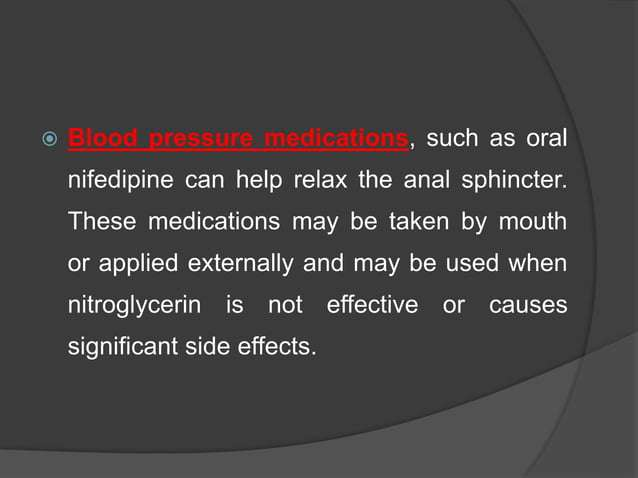 Blood pressure medications, such as oral
nifedipine can help relax the anal sphincter.
These medications may be taken by mouth
or applied externally and may be used when
nitroglycerin is not effective or causes
significant side effects.